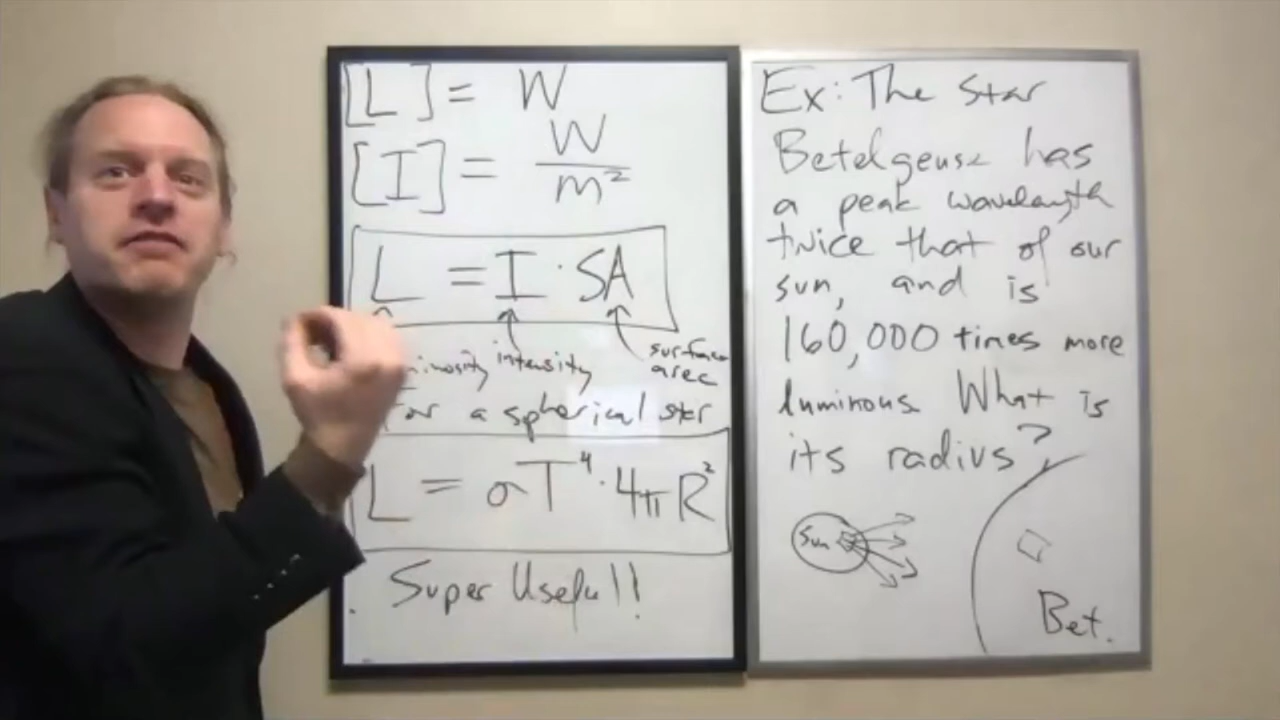 [L] = W
[I] = W/m²
L = I · SA
intensity
surface
area
for a spherical star
L = σT⁴ · 4πR²
Super Useful!!
Ex: The Star
Betelgeuse has
a peak wavelength
twice that of our
sun, and is
160,000 times more
luminous. What is
its radius?
Sun
Bet.